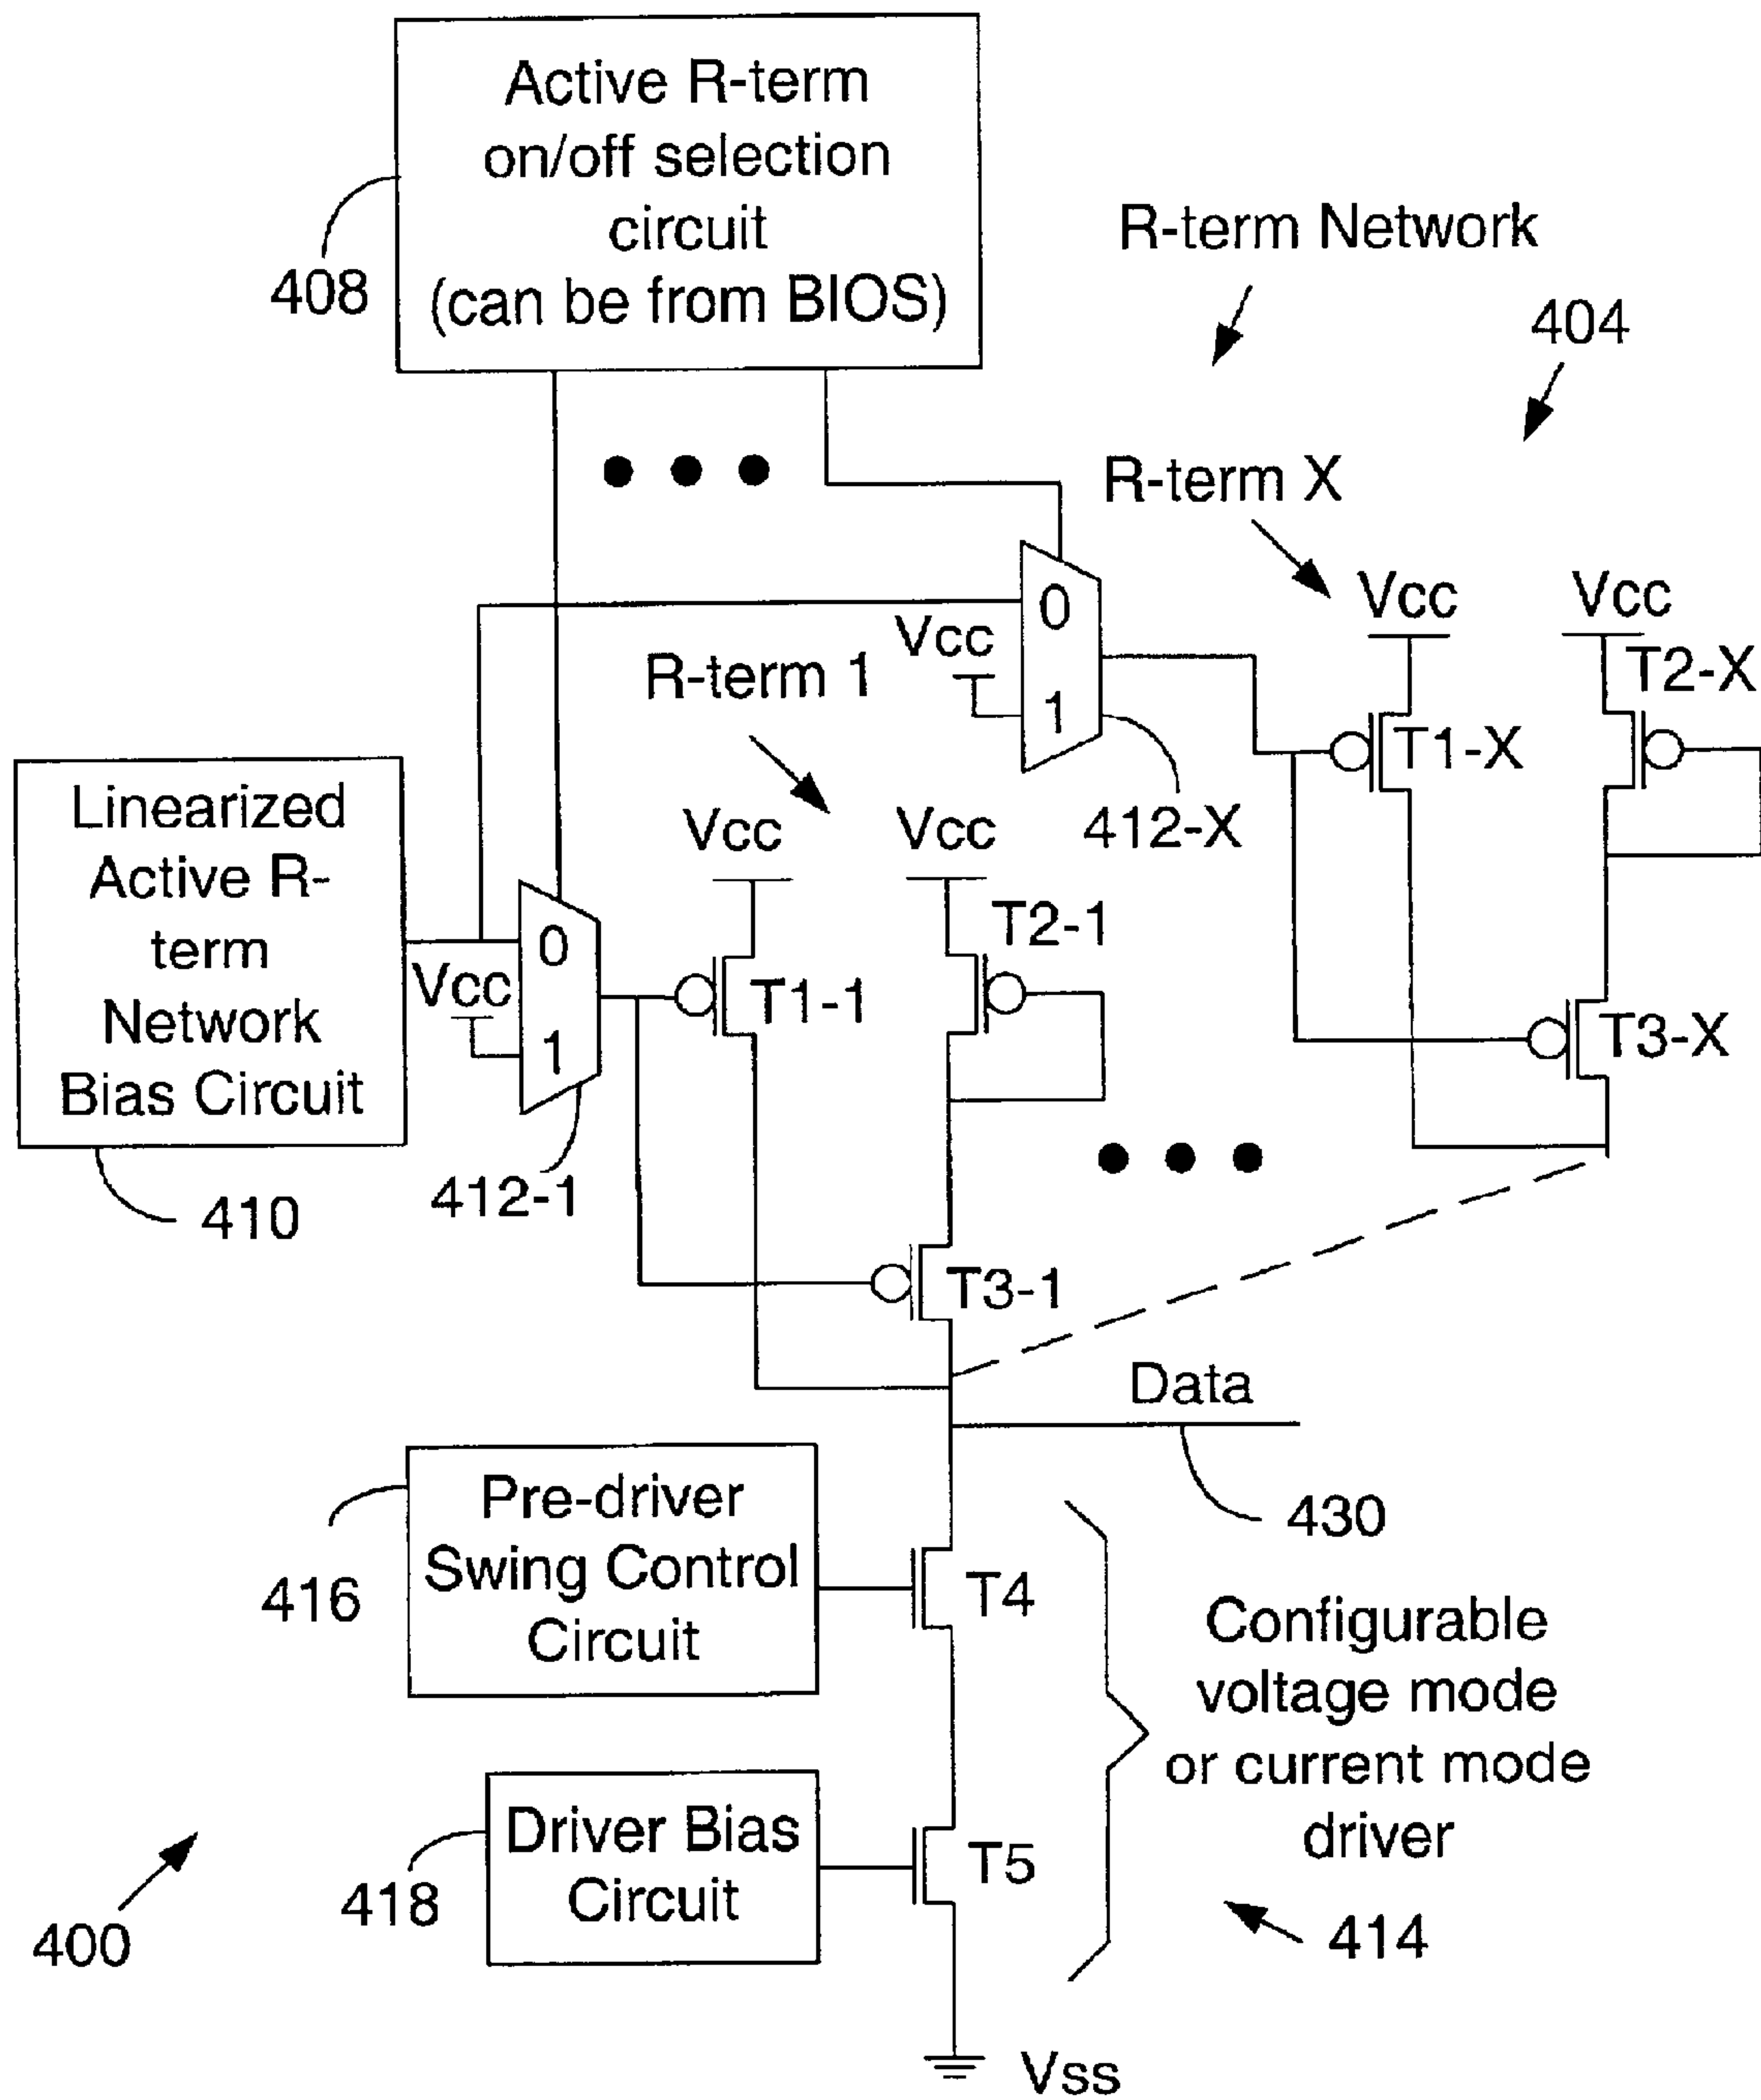 Active R-term
on/off selection
circuit
(can be from BIOS)
408
R-term Network
404
R-term X
Vcc
Vcc
T2-X
0
Vcc
1
T1-X
412-X
R-term 1
Linearized
Active R-
term
Network
Bias Circuit
410
Vcc
Vcc
T2-1
0
Vcc
1
T1-1
412-1
T3-X
T3-1
Data
430
Pre-driver
Swing Control
Circuit
416
T4
Configurable
voltage mode
or current mode
driver
414
Driver Bias
Circuit
418
T5
400
Vss